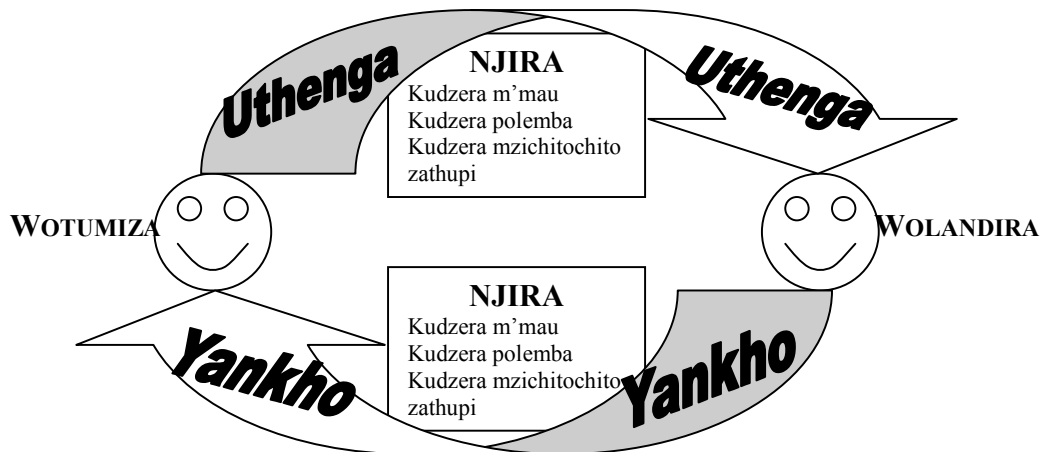 Uthenga
Uthenga
NJIRA
Kudzera m’mau
Kudzera polemba
Kudzera mzichitochito
zathupi
WOTUMIZA
WOLANDIRA
NJIRA
Kudzera m’mau
Kudzera polemba
Kudzera mzichitochito
zathupi
Yankho
Yankho